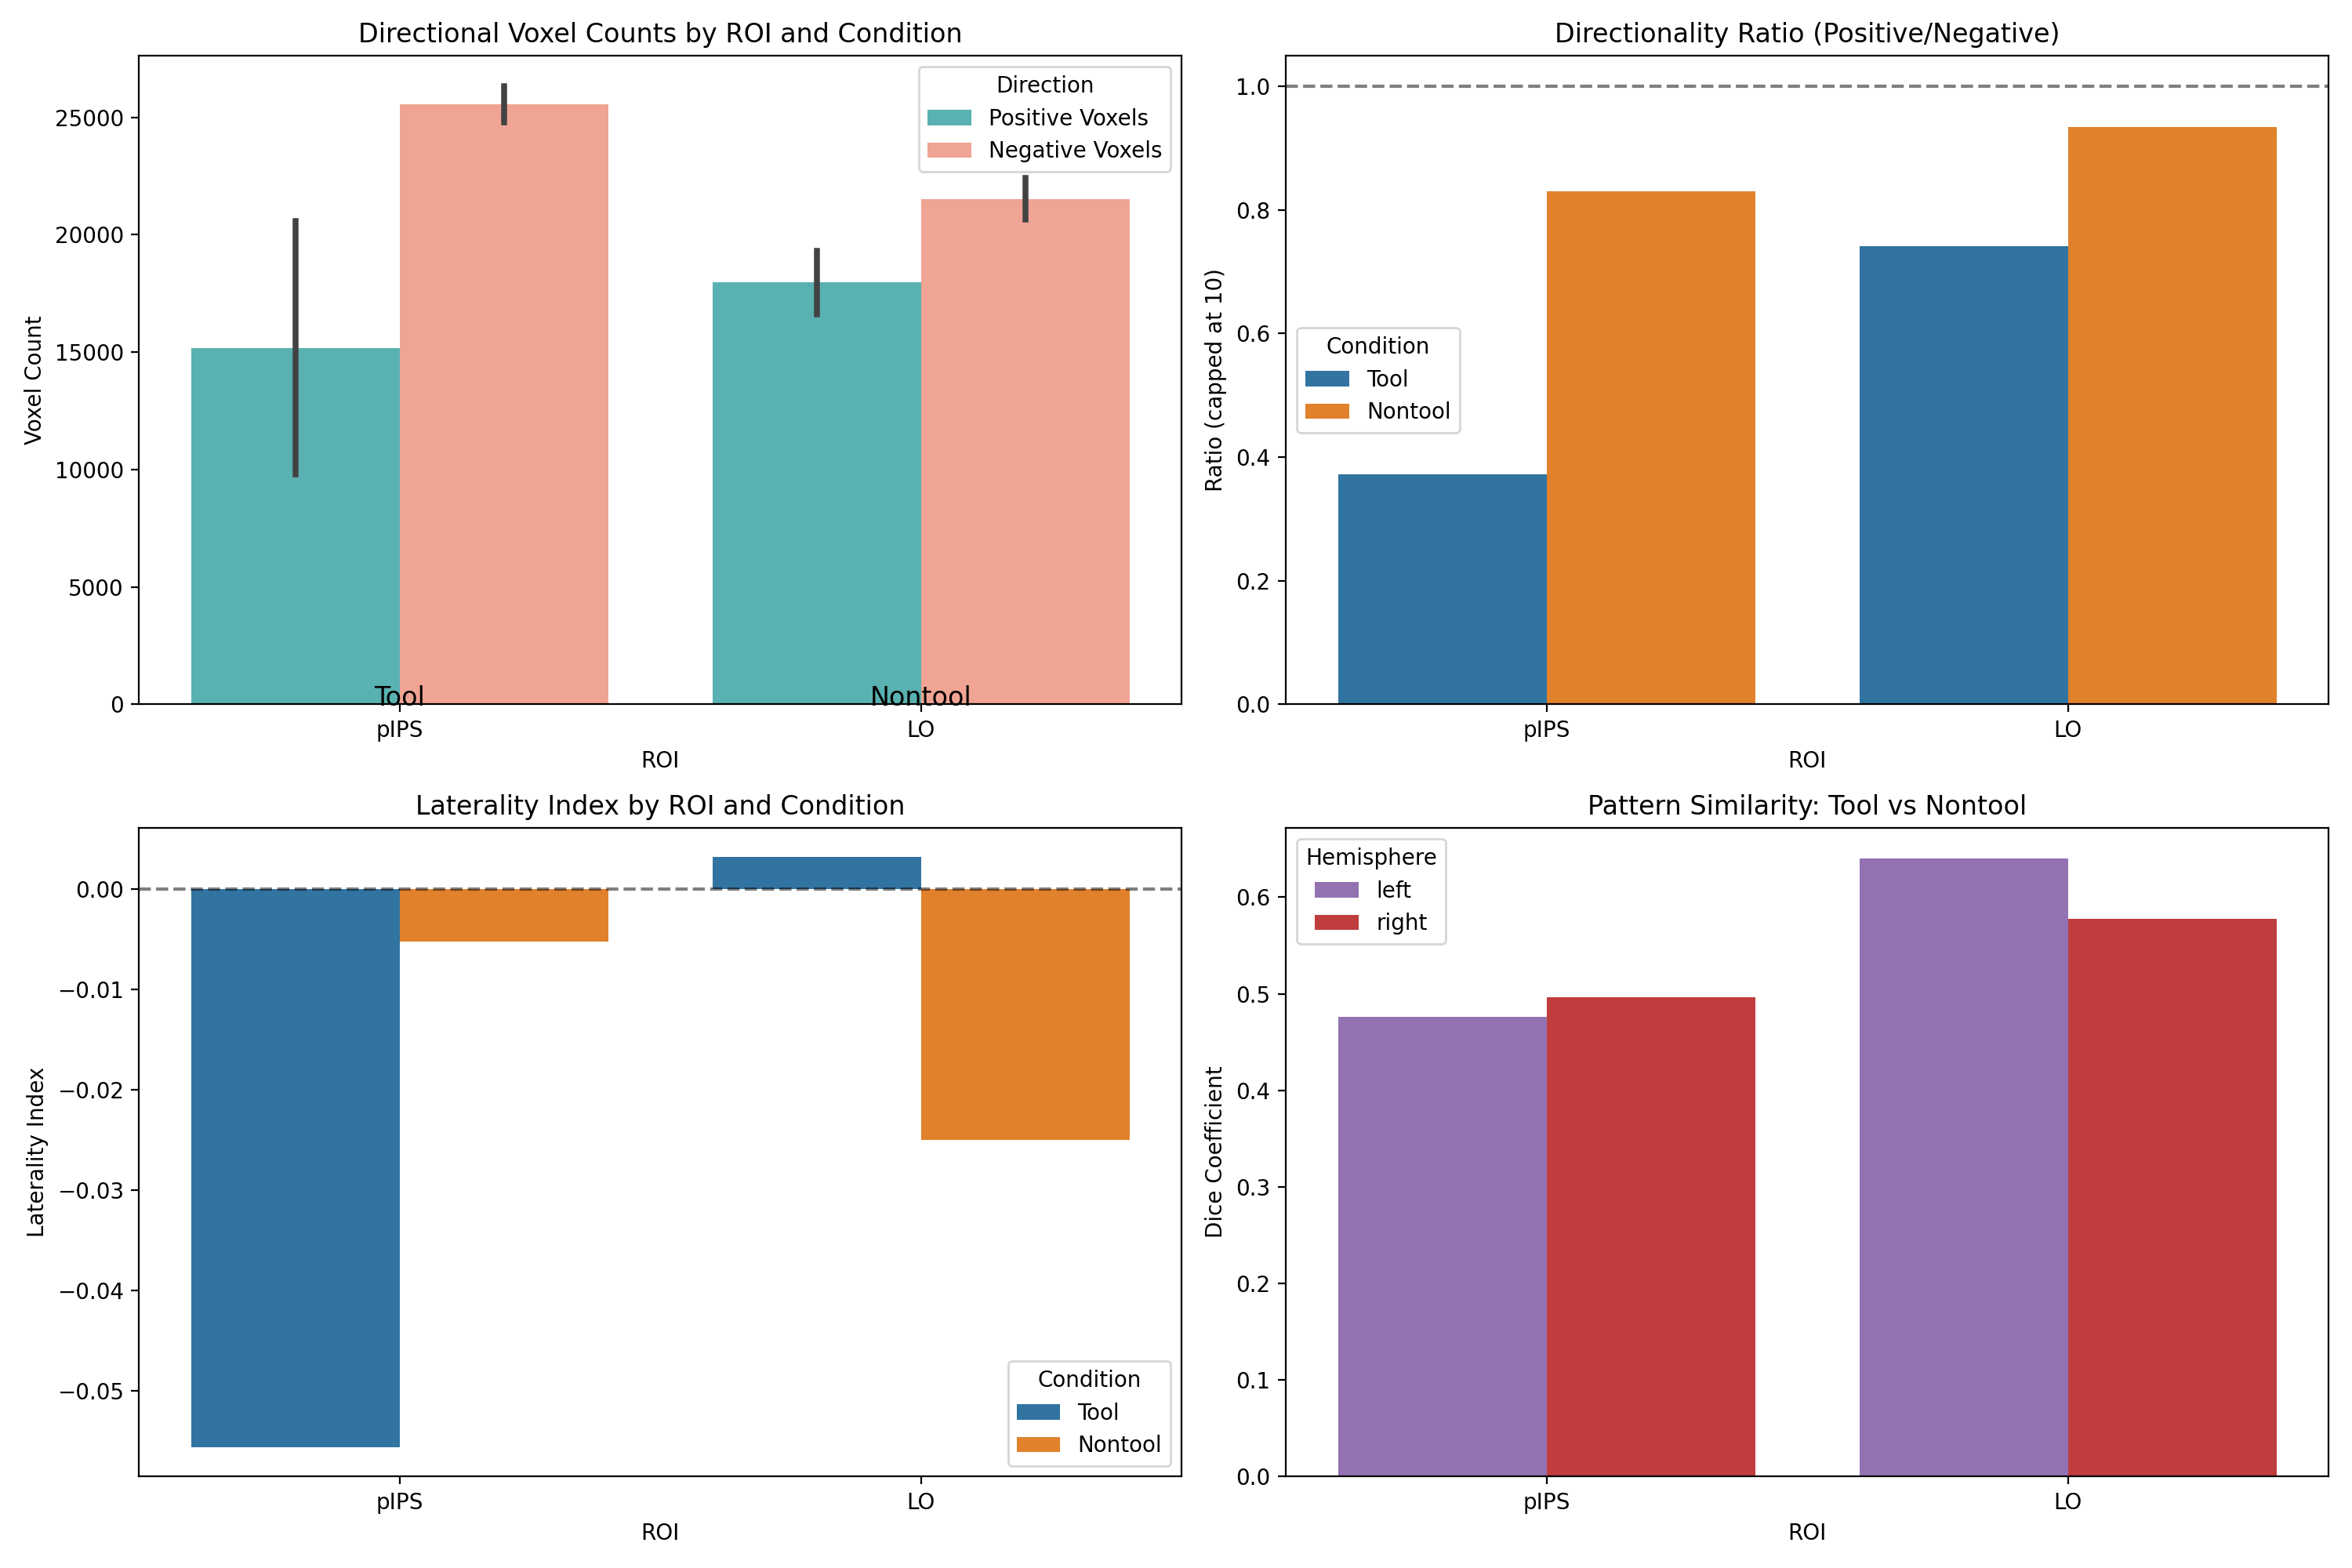 Directional Voxel Counts by ROI and Condition
Voxel Count
25000
20000
15000
10000
5000
0
Direction
Positive Voxels
Negative Voxels
Tool
Nontool
pIPS
LO
ROI
Directionality Ratio (Positive/Negative)
Ratio (capped at 10)
1.0
0.8
0.6
0.4
0.2
0.0
Condition
Tool
Nontool
pIPS
LO
ROI
Laterality Index by ROI and Condition
Laterality Index
0.00
−0.01
−0.02
−0.03
−0.04
−0.05
Condition
Tool
Nontool
pIPS
LO
ROI
Pattern Similarity: Tool vs Nontool
Dice Coefficient
0.6
0.5
0.4
0.3
0.2
0.1
0.0
Hemisphere
left
right
pIPS
LO
ROI